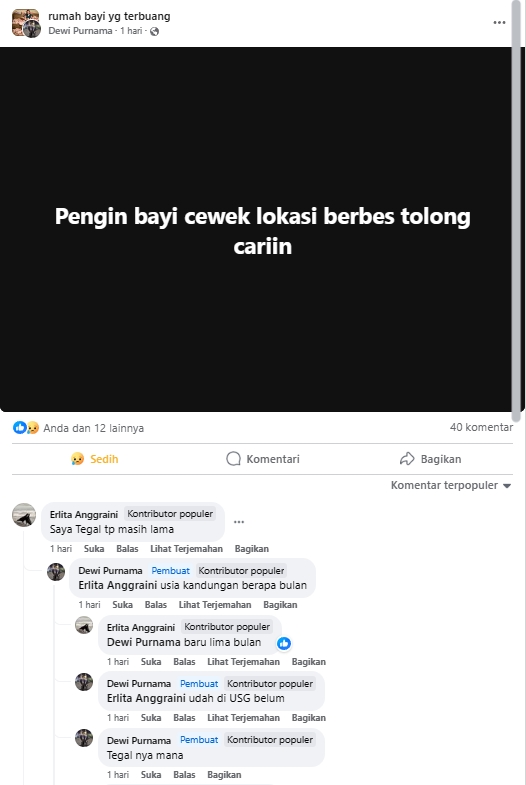 rumah bayi yg terbuang
Dewi Purnama · 1 hari ·
Pengin bayi cewek lokasi berbes tolong
cariin
Anda dan 12 lainnya
40 komentar
Sedih
Komentari
Bagikan
Komentar terpopuler
Erlita Anggraini Kontributor populer
Saya Tegal tp masih lama
1 hari Suka Balas Lihat Terjemahan Bagikan
Dewi Purnama Pembuat Kontributor populer
Erlita Anggraini usia kandungan berapa bulan
1 hari Suka Balas Lihat Terjemahan Bagikan
Erlita Anggraini Kontributor populer
Dewi Purnama baru lima bulan
1 hari Suka Balas Lihat Terjemahan Bagikan
Dewi Purnama Pembuat Kontributor populer
Erlita Anggraini udah di USG belum
1 hari Suka Balas Lihat Terjemahan Bagikan
Dewi Purnama Pembuat Kontributor populer
Tegal nya mana
1 hari Suka Balas Bagikan